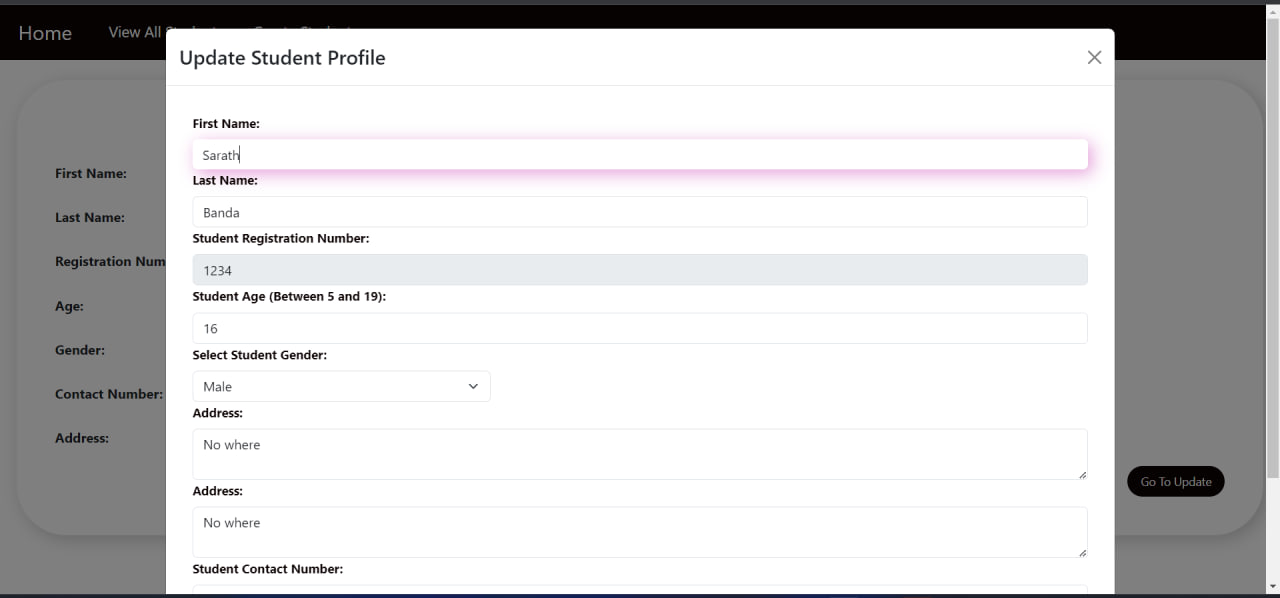 Home
View All
Update Student Profile
First Name:
Sarath
Last Name:
Banda
Student Registration Number:
1234
Student Age (Between 5 and 19):
16
Select Student Gender:
Male
Address:
No where
Address:
No where
Student Contact Number:
First Name:
Last Name:
Registration Num
Age:
Gender:
Contact Number:
Address:
Go To Update